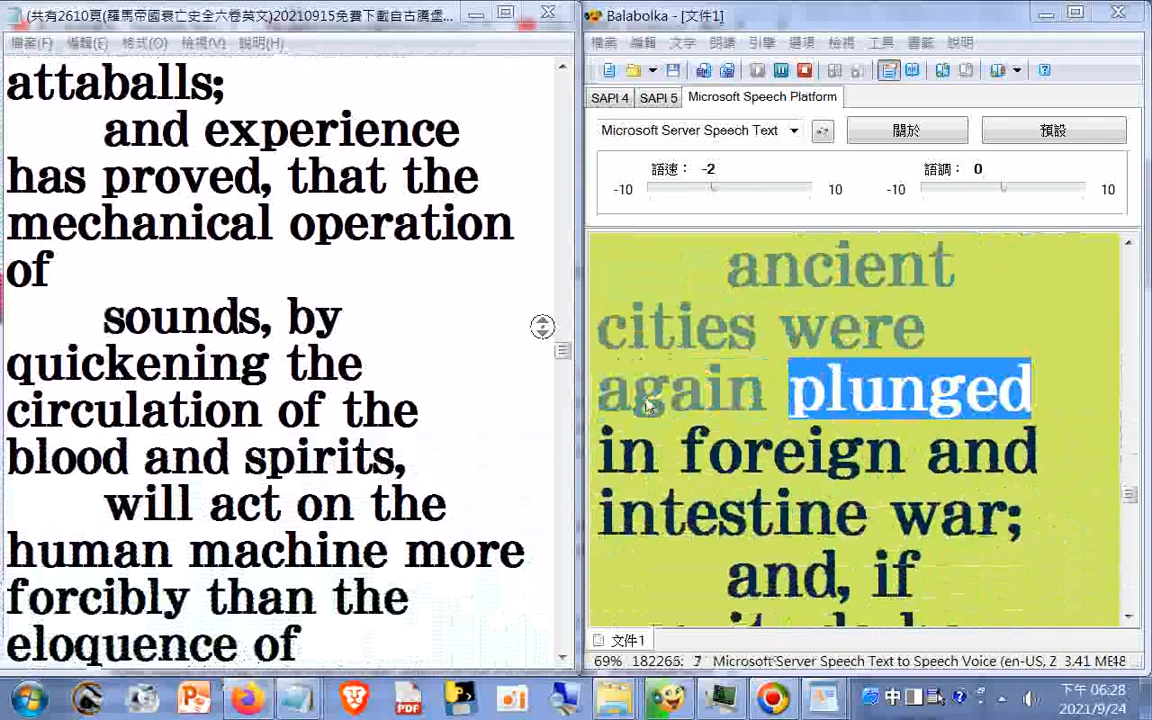 (共有2610頁(羅馬帝國衰亡史全六卷英文)20210915免費下載自古騰堡...
檔案(F) 編輯(E) 格式(O) 檢視(V) 說明(H)
attaballs;
and experience
has proved, that the
mechanical operation
of
sounds, by
quickening the
circulation of the
blood and spirits,
will act on the
human machine more
forcibly than the
eloquence of
Balabolka - [文件1]
檔案 編輯 文字 朗讀 引擎 選項 檢視 工具 書籤 說明
SAPI 4 SAPI 5 Microsoft Speech Platform
Microsoft Server Speech Text 關於 預設
語速： -2 語調： 0
-10 10 -10 10
ancient
cities were
again plunged
in foreign and
intestine war;
and, if
文件1
69% 182265: Microsoft Server Speech Text to Speech Voice (en-US, Z 3.41 ME48
中
下午 06:28
2021/9/24